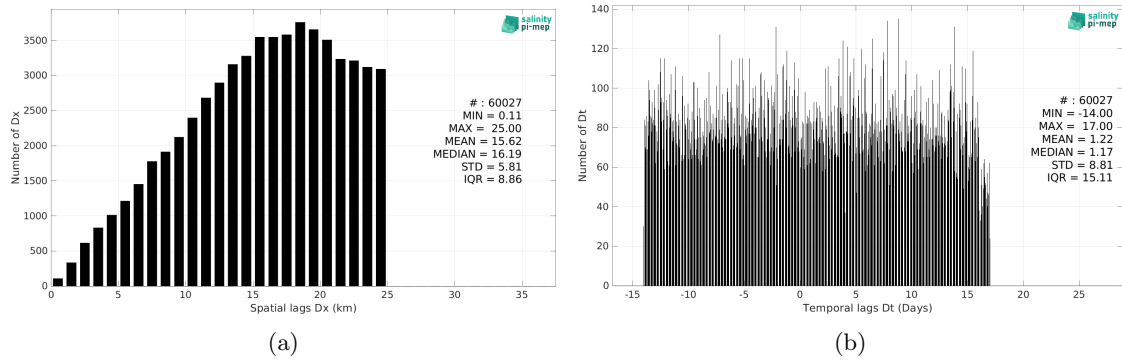 salinity
pi-mep
3500
3000
2500
2000
1500
1000
500
0
Number of Dx
# : 60027
MIN = 0.11
MAX = 25.00
MEAN = 15.62
MEDIAN = 16.19
STD = 5.81
IQR = 8.86
0 5 10 15 20 25 30 35
Spatial lags Dx (km)
(a)
salinity
pi-mep
140
120
100
80
60
40
20
0
Number of Dt
# : 60027
MIN = -14.00
MAX = 17.00
MEAN = 1.22
MEDIAN = 1.17
STD = 8.81
IQR = 15.11
-15 -10 -5 0 5 10 15 20 25
Temporal lags Dt (Days)
(b)